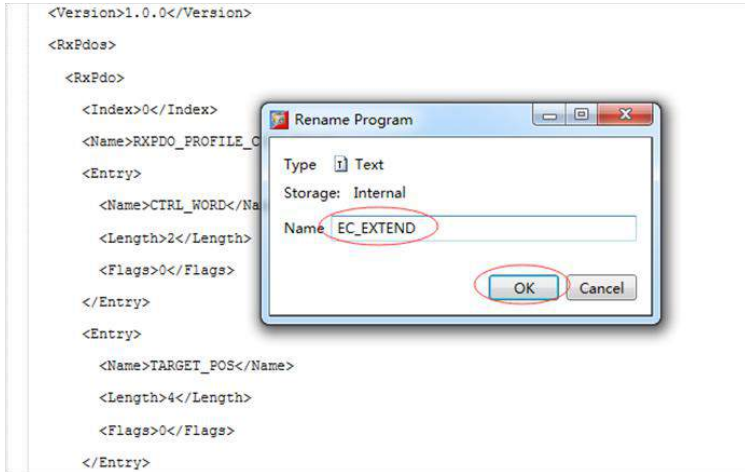 <Version>1.0.0</Version>
<RxPdos>
<RxPdo>
<Index>0</Index>
<Name>RXPDO_PROFILE_C
<Entry>
<Name>CTRL_WORD</Na
<Length>2</Length>
<Flags>0</Flags>
</Entry>
<Entry>
<Name>TARGET_POS</Name>
<Length>4</Length>
<Flags>0</Flags>
</Entry>
Rename Program
Type Text
Storage: Internal
Name EC_EXTEND
OK Cancel